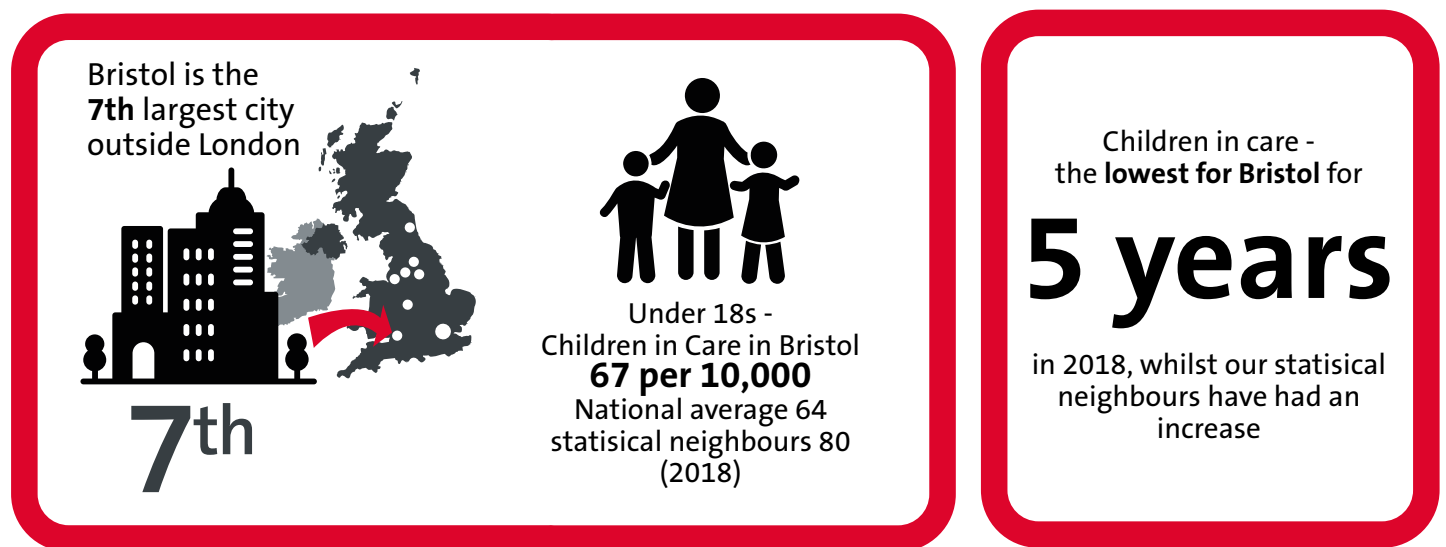 Bristol is the
7th largest city
outside London
7th
Under 18s -
Children in Care in Bristol
67 per 10,000
National average 64
statisical neighbours 80
(2018)
Children in care -
the lowest for Bristol for
5 years
in 2018, whilst our statisical
neighbours have had an
increase